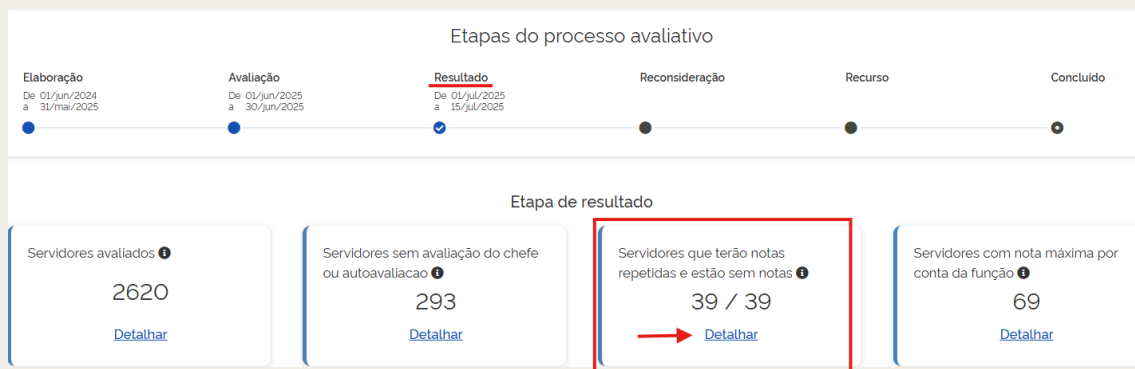 Etapas do processo avaliativo
Elaboração
De 01/jun/2024
a 31/mai/2025
Avaliação
De 01/jun/2025
a 30/jun/2025
Resultado
De 01/jul/2025
a 15/jul/2025
Reconsideração
Recurso
Concluído
Etapa de resultado
Servidores avaliados
2620
Detalhar
Servidores sem avaliação do chefe
ou autoavaliacao
293
Detalhar
Servidores que terão notas
repetidas e estão sem notas
39 / 39
Detalhar
Servidores com nota máxima por
conta da função
69
Detalhar